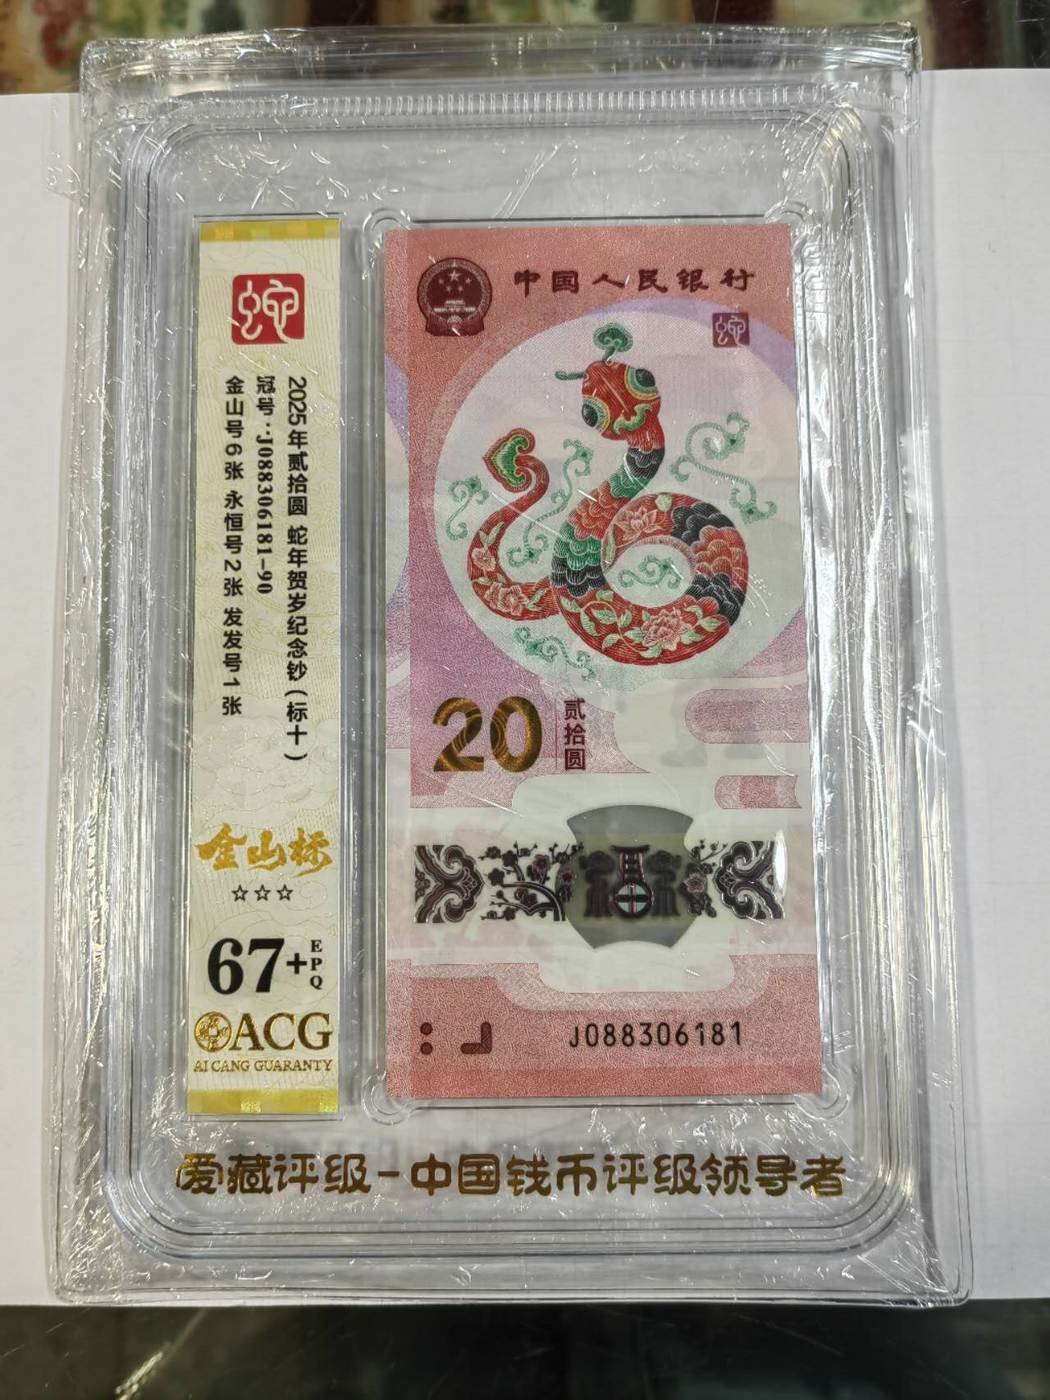 蛇
2025年贰拾圆 蛇年贺岁纪念钞（标十）
冠号：J088306181-90
金山号6张 永恒号2张 发发号1张
金山标
☆☆☆
67+EPQ
ACG
AI CANG GUARANTY
中国人民银行
蛇
20
贰拾圆
J088306181
爱藏评级-中国钱币评级领导者